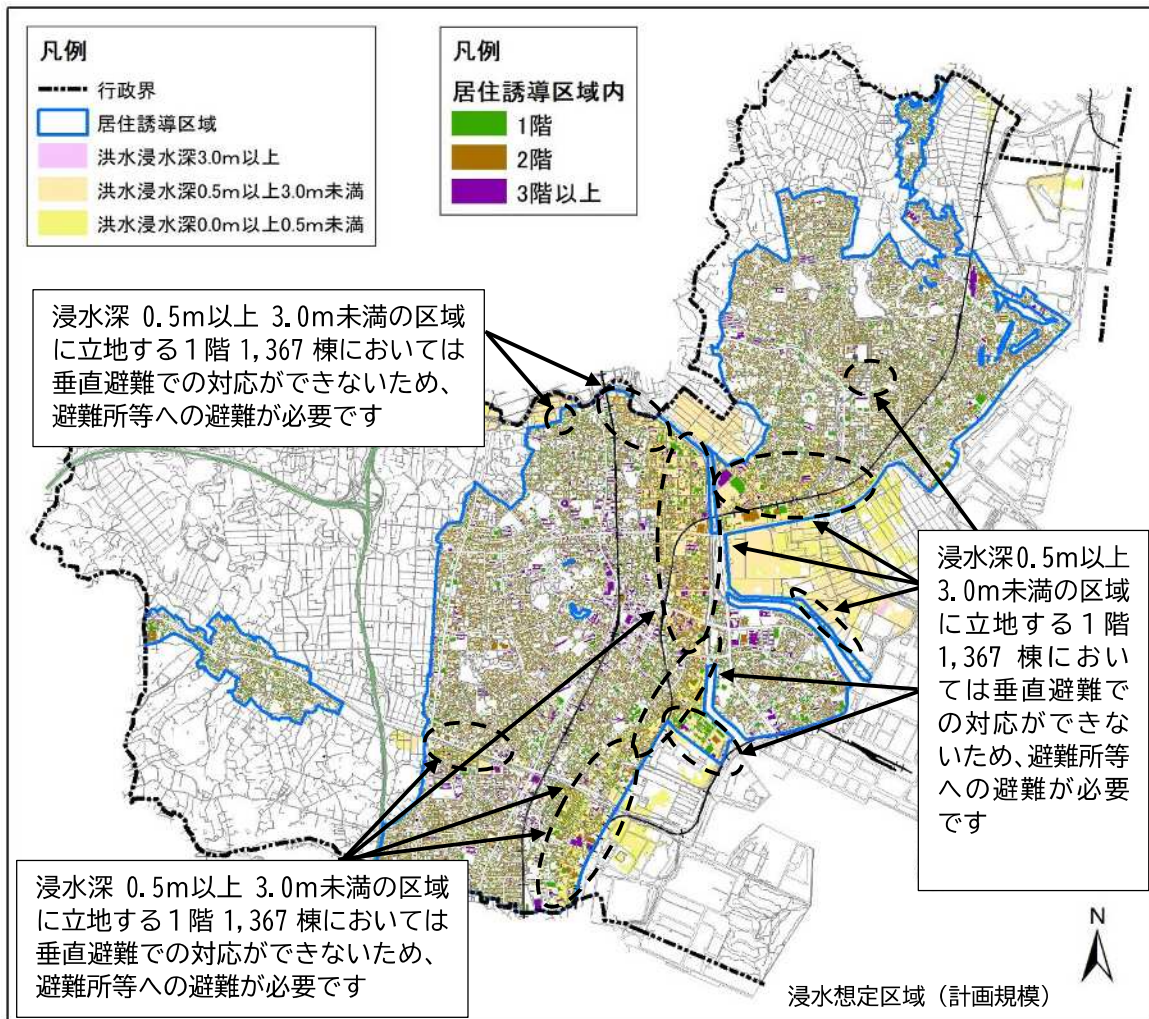 凡例
行政界
居住誘導区域
洪水浸水深3.0m以上
洪水浸水深0.5m以上3.0m未満
洪水浸水深0.0m以上0.5m未満
凡例
居住誘導区域内
1階
2階
3階以上
浸水深 0.5m以上 3.0m未満の区域
に立地する1階 1,367 棟においては
垂直避難での対応ができないため、
避難所等への避難が必要です
浸水深0.5m以上
3.0m未満の区域
に立地する1階
1,367 棟におい
ては垂直避難で
の対応ができな
いため、避難所等
への避難が必要
です
浸水深 0.5m以上 3.0m未満の区域
に立地する1階 1,367 棟においては
垂直避難での対応ができないため、
避難所等への避難が必要です
N
浸水想定区域（計画規模）